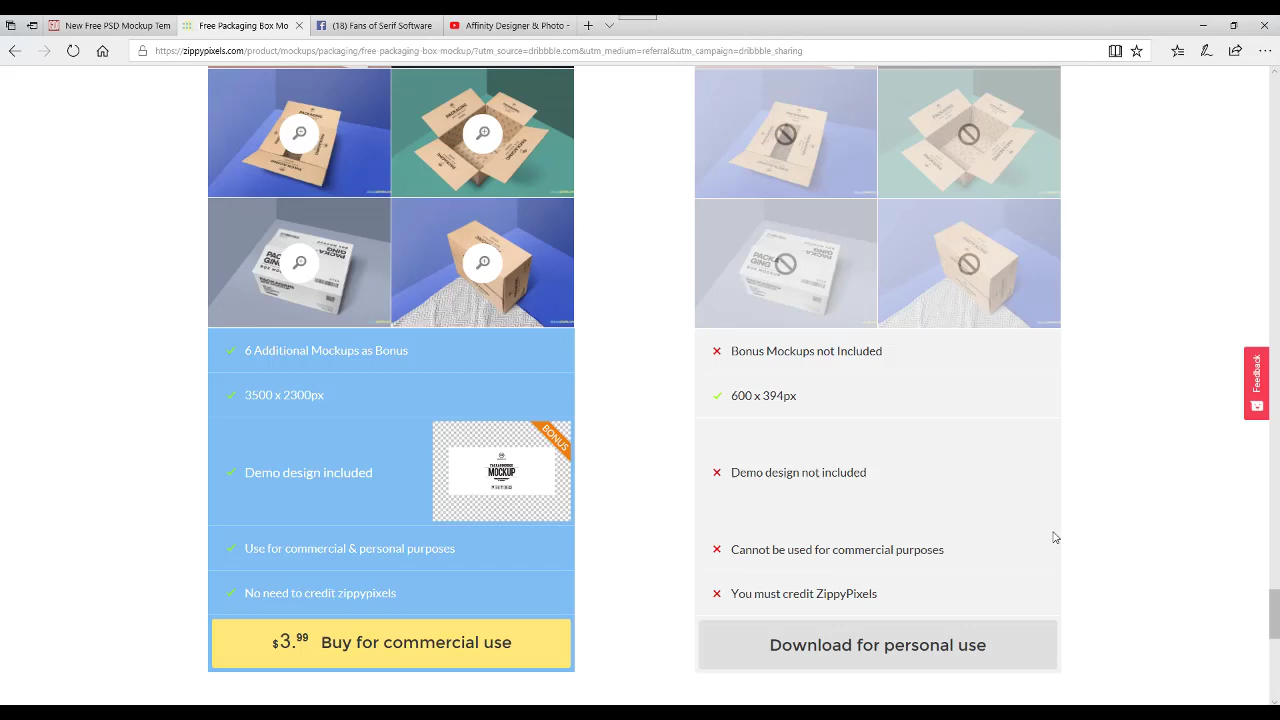 New Free PSD Mockup Tem
Free Packaging Box Mo
(18) Fans of Serif Software
Affinity Designer & Photo -
https://zippypixels.com/product/mockups/packaging/free-packaging-box-mockup/?utm_source=dribbble.com&utm_medium=referral&utm_campaign=dribbble_sharing
6 Additional Mockups as Bonus
3500 x 2300px
Demo design included
BONUS
MOCKUP
Use for commercial & personal purposes
No need to credit zippypixels
$3.99 Buy for commercial use
Bonus Mockups not Included
600 x 394px
Demo design not included
Cannot be used for commercial purposes
You must credit ZippyPixels
Download for personal use
Feedback